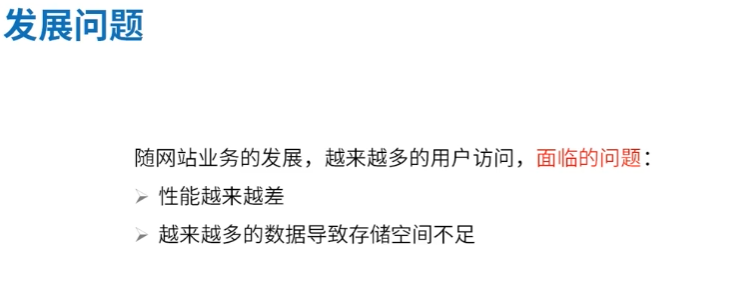 发展问题
随网站业务的发展，越来越多的用户访问，面临的问题：
性能越来越差
越来越多的数据导致存储空间不足